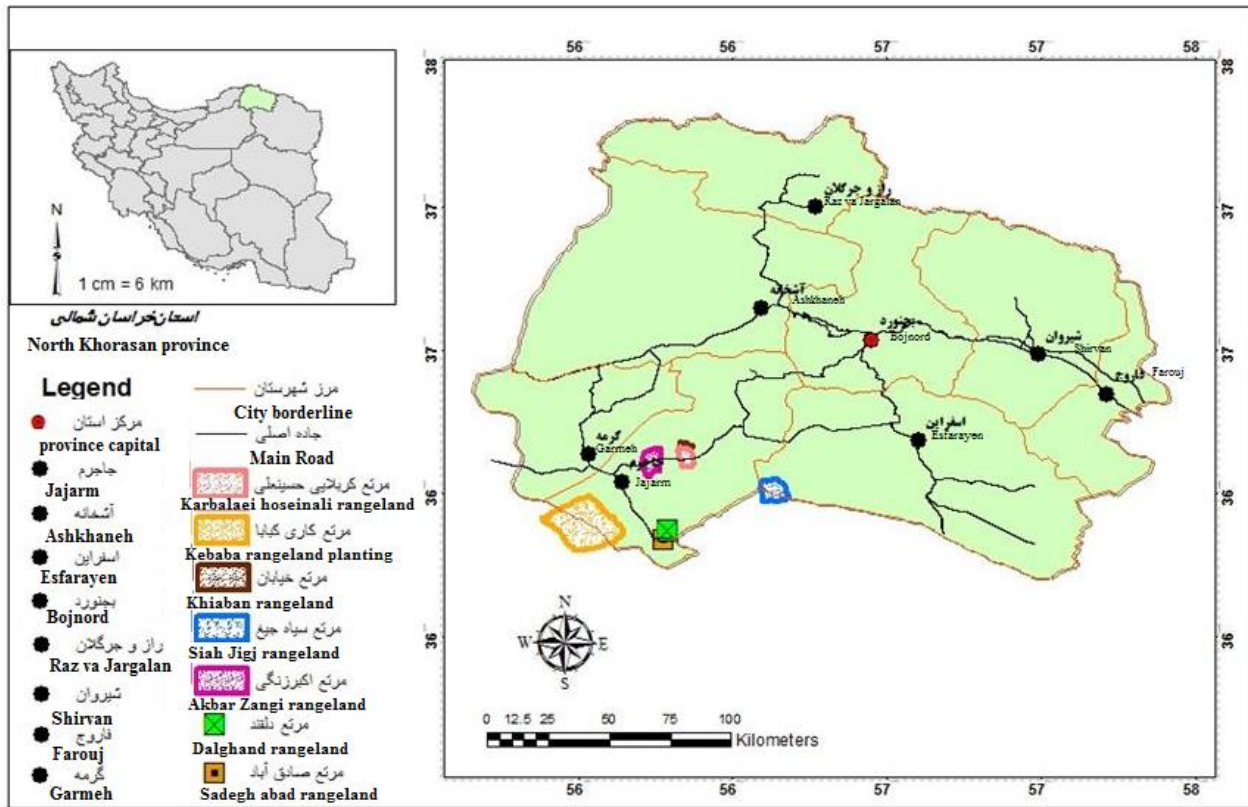 N
1 cm = 6 km
استان خراسان شمالی
North Khorasan province
Legend
مرکز استان
province capital
جاجرم
Jajarm
آشخانه
Ashkhaneh
اسفراین
Esfarayen
بجنورد
Bojnord
راز و جرگلان
Raz va Jargalan
شیروان
Shirvan
فاروج
Farouj
گرمه
Garmeh
مرز شهرستان
City borderline
جاده اصلی
Main Road
مرتع کربلایی حسینعلی
Karbalaei hoseinali rangeland
مرتع کاری کبابا
Kebaba rangeland planting
مرتع خیابان
Khiaban rangeland
مرتع سیاه جیغ
Siah Jigj rangeland
مرتع اکبرزنگی
Akbar Zangi rangeland
مرتع دلقند
Dalghand rangeland
مرتع صادق آباد
Sadegh abad rangeland
56 56 57 57 58
38
37
37
36
36
راز و جرگلان
Raz va Jargalan
آشخانه
Ashkhaneh
بجنورد
Bojnord
شیروان
Shirvan
فاروج
Farouj
اسفراین
Esfarayen
گرمه
Garmeh
جاجرم
Jajarm
N
W E
S
0 12.5 25 50 75 100
Kilometers
38
37
37
36
36
56 56 57 57 58